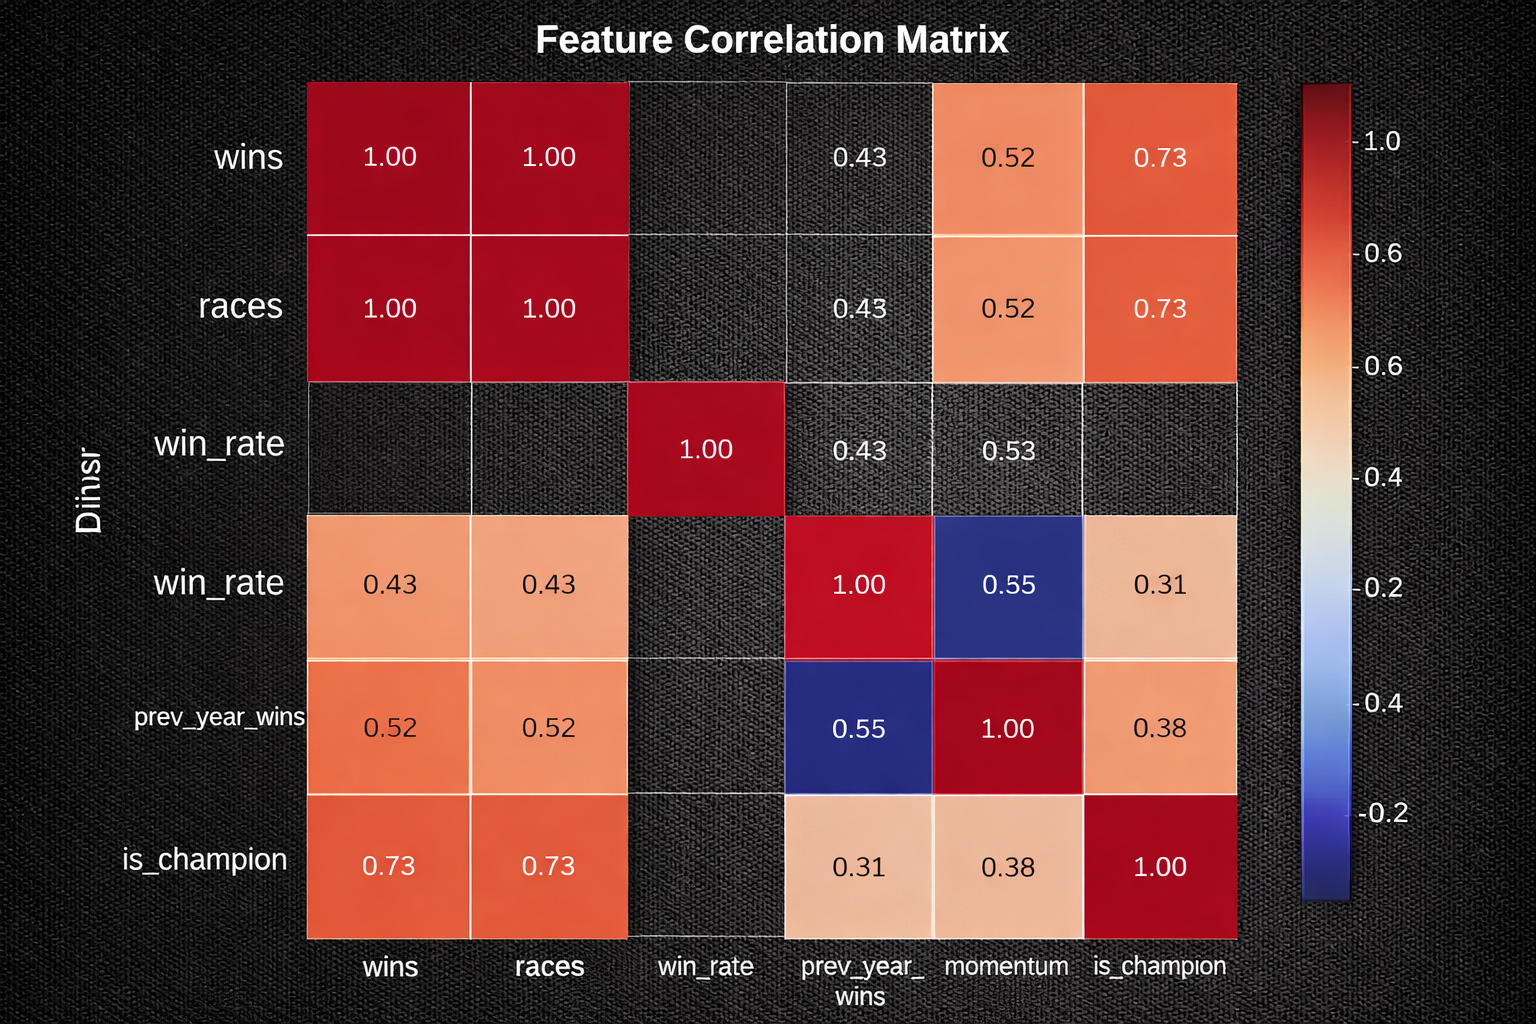 Feature Correlation Matrix
wins 1.00 1.00 0.43 0.52 0.73 -1.0
-0.6
races 1.00 1.00 0.43 0.52 0.73
-0.6
win_rate 1.00 0.43 0.53
-0.4
win_rate 0.43 0.43 1.00 0.55 0.31 -0.2
prev_year_wins 0.52 0.52 0.55 1.00 0.38 -0.4
-0.2
is_champion 0.73 0.73 0.31 0.38 1.00
wins races win_rate prev_year_ momentum is_champion
wins